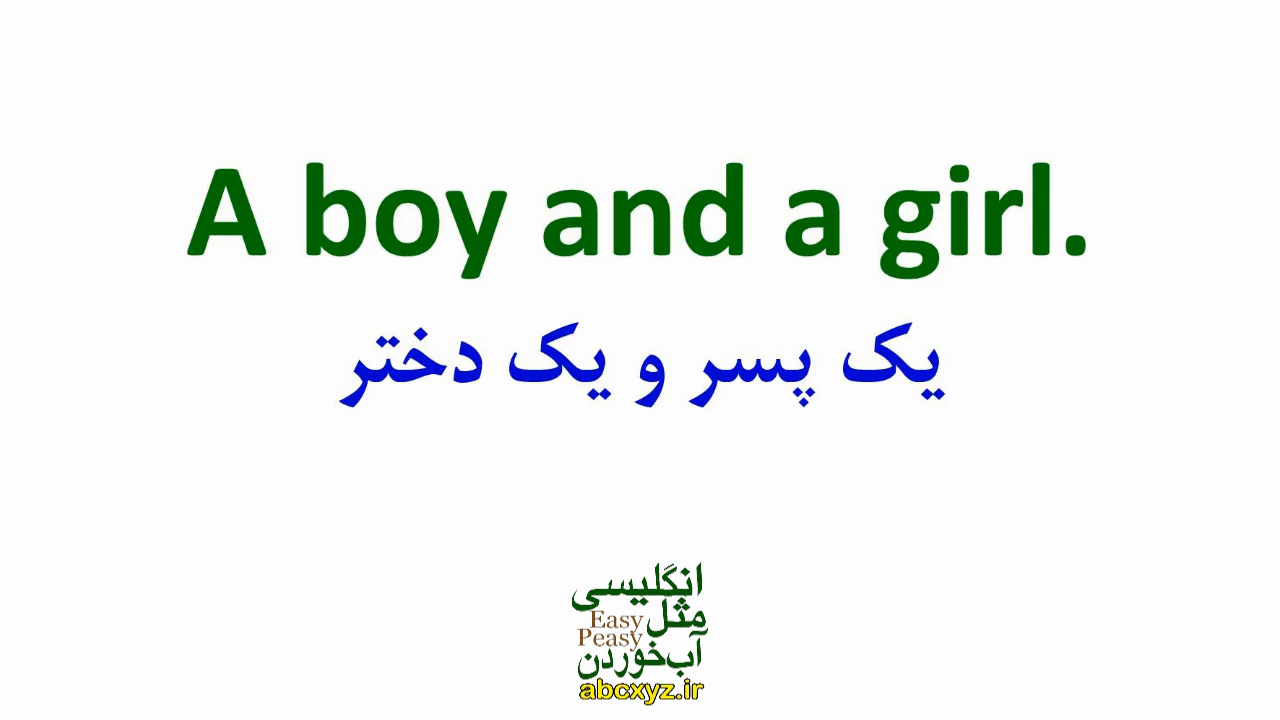 A boy and a girl.
یک پسر و یک دختر
انگلیسی
مثل
Easy
Peasy
آب‌خوردن
abcxyz.ir